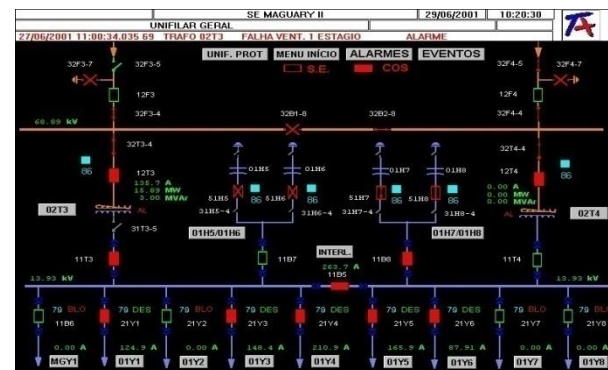 SE MAGUARY II 29/06/2001 10:20:30
UNIFILAR GERAL
27/06/2001 11:00:34.035 69 TRAFO 02T3 FALHA VENT. 1 ESTAGIO ALARME
TA
UNIF. PROT MENU INÍCIO ALARMES EVENTOS
S.E. COS
32F3-7 32F3-5 32F4-5 32F4-7
12F3 12F4
32F3-4 32B1-8 32B2-8 32F4-4
68.89 kV
32T3-4 32T4-4
86 12T3 01H5 01H6 01H7 01H8 12T4 86
135.7 A 0.00 A
15.89 MW 0.00 MW
3.00 MVAr 0.00 MVAr
51H5 86 51H6 86 51H7 86 51H8 86
02T3 AL 31H5-4 31H6-4 31H7-4 31H8-4 AL 02T4
31T3-5 01H5/01H6 01H7/01H8
INTERL.
11T3 11B7 263.7 A 11B8 11T4
13.93 kV 11B5 13.93 kV
79 BLO 79 DES 79 BLO 79 DES 79 DES 79 DES 79 DES 79 BLO 79 BLO
11B6 21Y1 21Y2 21Y3 21Y4 21Y5 21Y6 21Y7 21Y8
0.00 A 124.9 A 0.00 A 148.4 A 210.9 A 165.9 A 87.91 A 0.00 A 0.00 A
MGY1 01Y1 01Y2 01Y3 01Y4 01Y5 01Y6 01Y7 01Y8